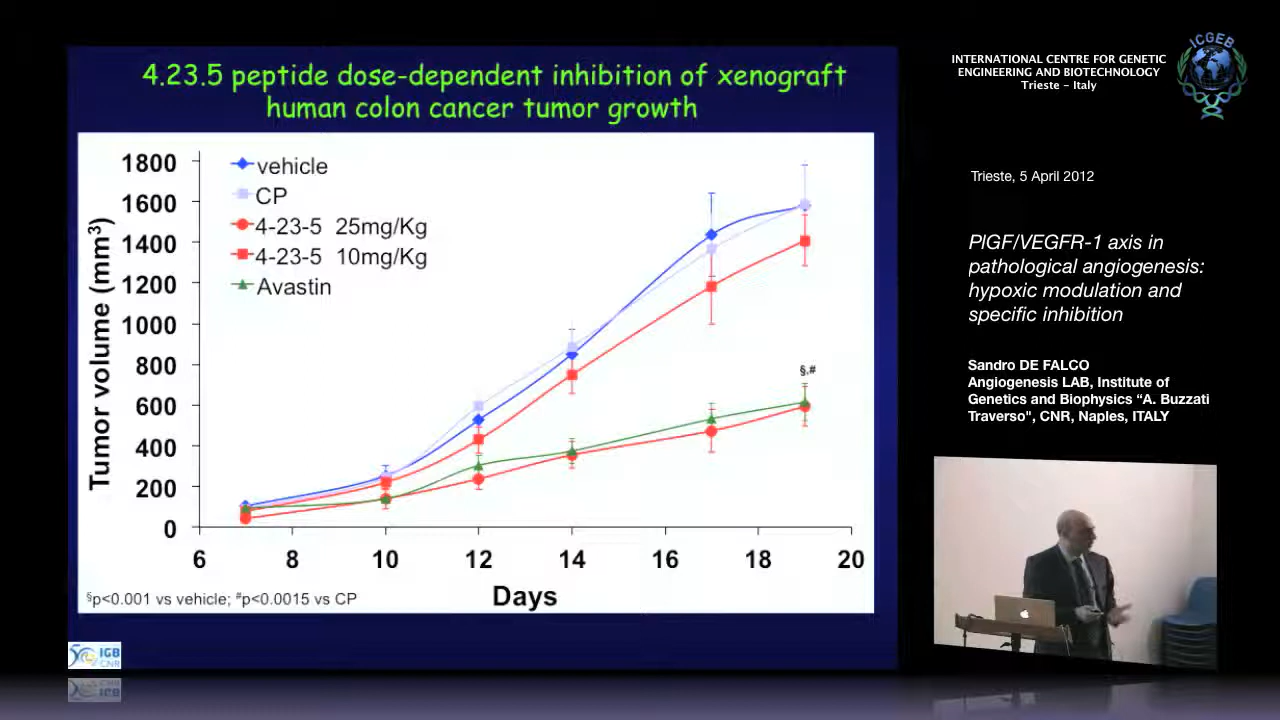 4.23.5 peptide dose-dependent inhibition of xenograft
human colon cancer tumor growth
Tumor volume (mm³)
1800
1600
1400
1200
1000
800
600
400
200
0
vehicle
CP
4-23-5 25mg/Kg
4-23-5 10mg/Kg
Avastin
§,#
6 8 10 12 14 16 18 20
Days
§p<0.001 vs vehicle; #p<0.0015 vs CP
IGB
CNR
INTERNATIONAL CENTRE FOR GENETIC
ENGINEERING AND BIOTECHNOLOGY
Trieste - Italy
ICGEB
Trieste, 5 April 2012
PlGF/VEGFR-1 axis in
pathological angiogenesis:
hypoxic modulation and
specific inhibition
Sandro DE FALCO
Angiogenesis LAB, Institute of
Genetics and Biophysics “A. Buzzati
Traverso", CNR, Naples, ITALY